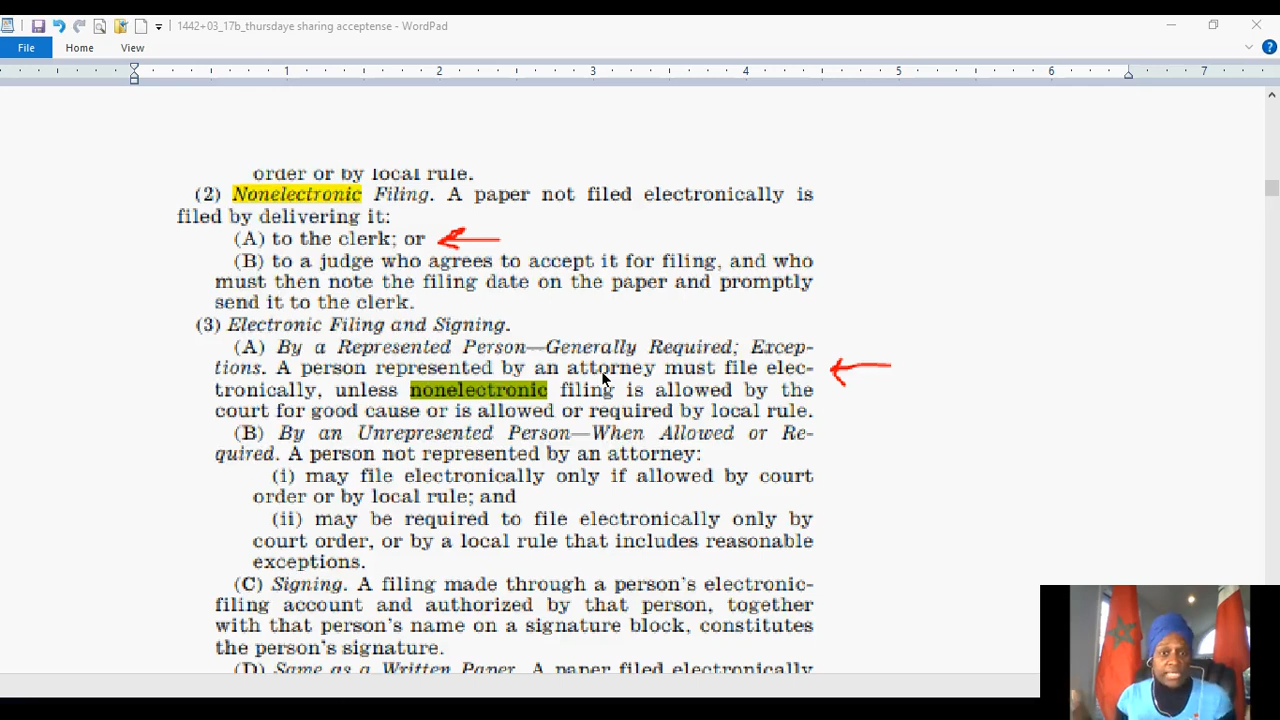 1442+03_17b_thursdaye sharing acceptense - WordPad
File Home View
1 2 3 4 5 6 7
order or by local rule.
(2) Nonelectronic Filing. A paper not filed electronically is
filed by delivering it:
(A) to the clerk; or
(B) to a judge who agrees to accept it for filing, and who
must then note the filing date on the paper and promptly
send it to the clerk.
(3) Electronic Filing and Signing.
(A) By a Represented Person—Generally Required; Excep-
tions. A person represented by an attorney must file elec-
tronically, unless nonelectronic filing is allowed by the
court for good cause or is allowed or required by local rule.
(B) By an Unrepresented Person—When Allowed or Re-
quired. A person not represented by an attorney:
(i) may file electronically only if allowed by court
order or by local rule; and
(ii) may be required to file electronically only by
court order, or by a local rule that includes reasonable
exceptions.
(C) Signing. A filing made through a person's electronic-
filing account and authorized by that person, together
with that person's name on a signature block, constitutes
the person's signature.
(D) Same as a Written Paper. A paper filed electronically